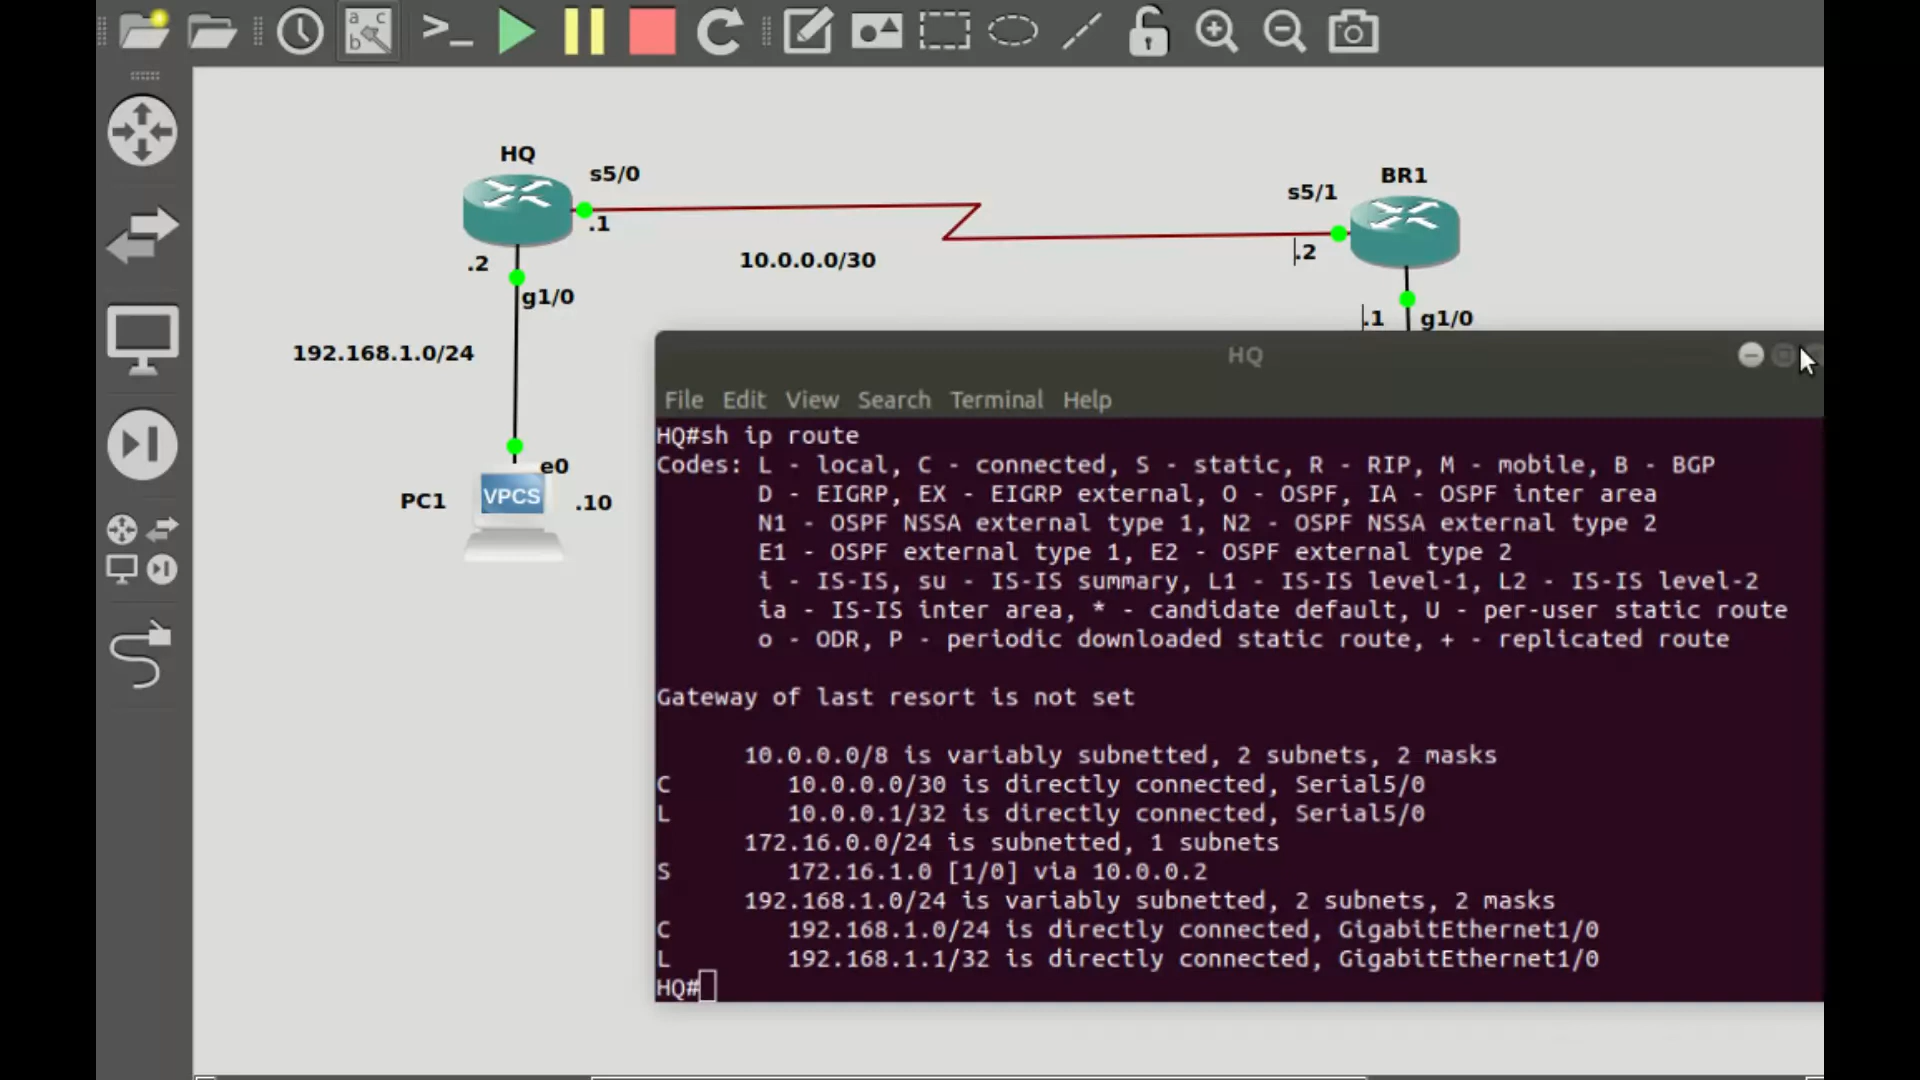 a c
b
>_
HQ
s5/0
BR1
s5/1
.1
.2
10.0.0.0/30
.2
g1/0
.1 g1/0
192.168.1.0/24
e0
PC1
VPCS
.10
HQ
File Edit View Search Terminal Help
HQ#sh ip route
Codes: L - local, C - connected, S - static, R - RIP, M - mobile, B - BGP
D - EIGRP, EX - EIGRP external, O - OSPF, IA - OSPF inter area
N1 - OSPF NSSA external type 1, N2 - OSPF NSSA external type 2
E1 - OSPF external type 1, E2 - OSPF external type 2
i - IS-IS, su - IS-IS summary, L1 - IS-IS level-1, L2 - IS-IS level-2
ia - IS-IS inter area, * - candidate default, U - per-user static route
o - ODR, P - periodic downloaded static route, + - replicated route
Gateway of last resort is not set
10.0.0.0/8 is variably subnetted, 2 subnets, 2 masks
C 10.0.0.0/30 is directly connected, Serial5/0
L 10.0.0.1/32 is directly connected, Serial5/0
172.16.0.0/24 is subnetted, 1 subnets
S 172.16.1.0 [1/0] via 10.0.0.2
192.168.1.0/24 is variably subnetted, 2 subnets, 2 masks
C 192.168.1.0/24 is directly connected, GigabitEthernet1/0
L 192.168.1.1/32 is directly connected, GigabitEthernet1/0
HQ#